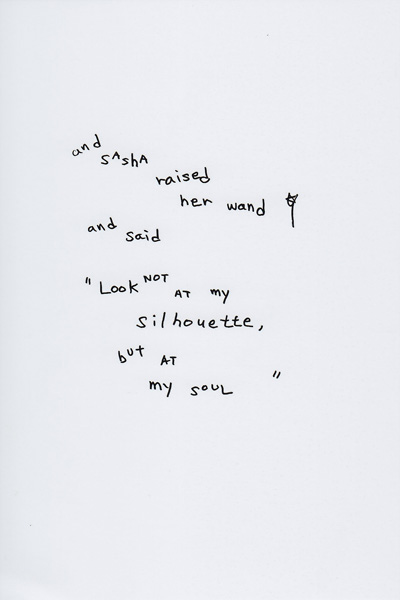 and SAshA
raised
her wand
and said
"Look NOT AT my
silhouette,
but AT
my soUL "